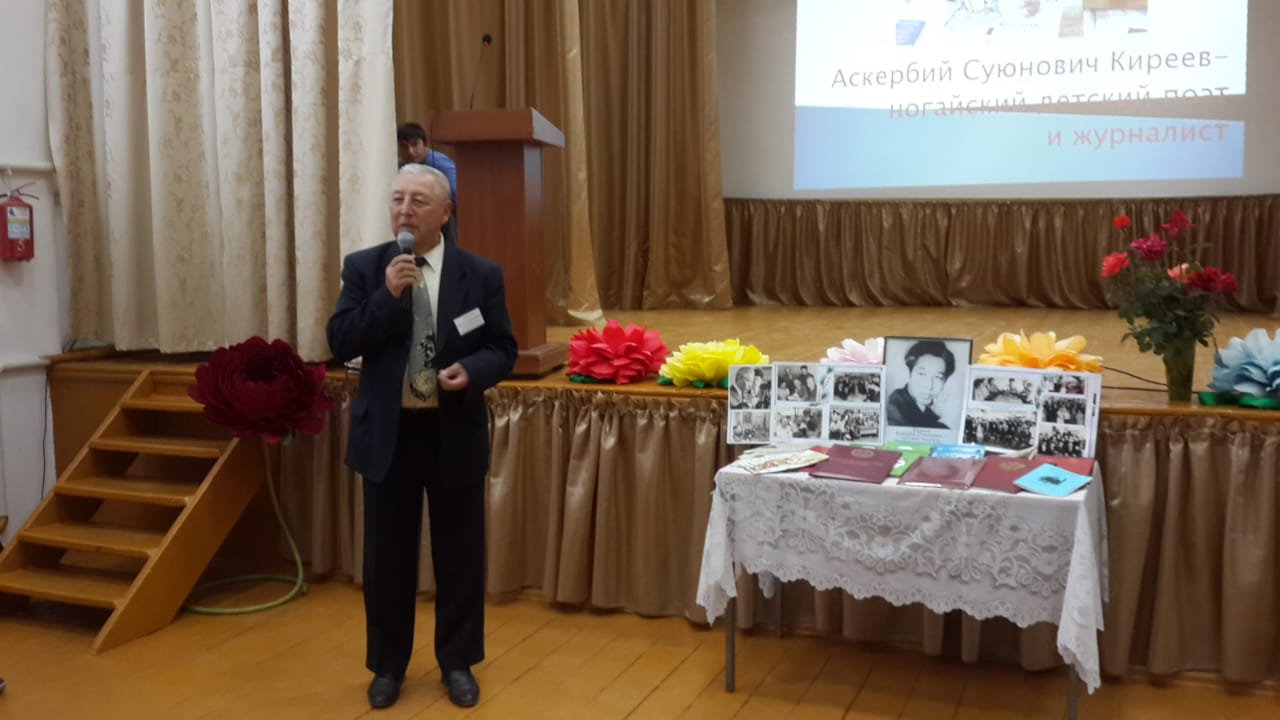 Аскербий Суюнович Киреев-
ногайский детский поэт
и журналист